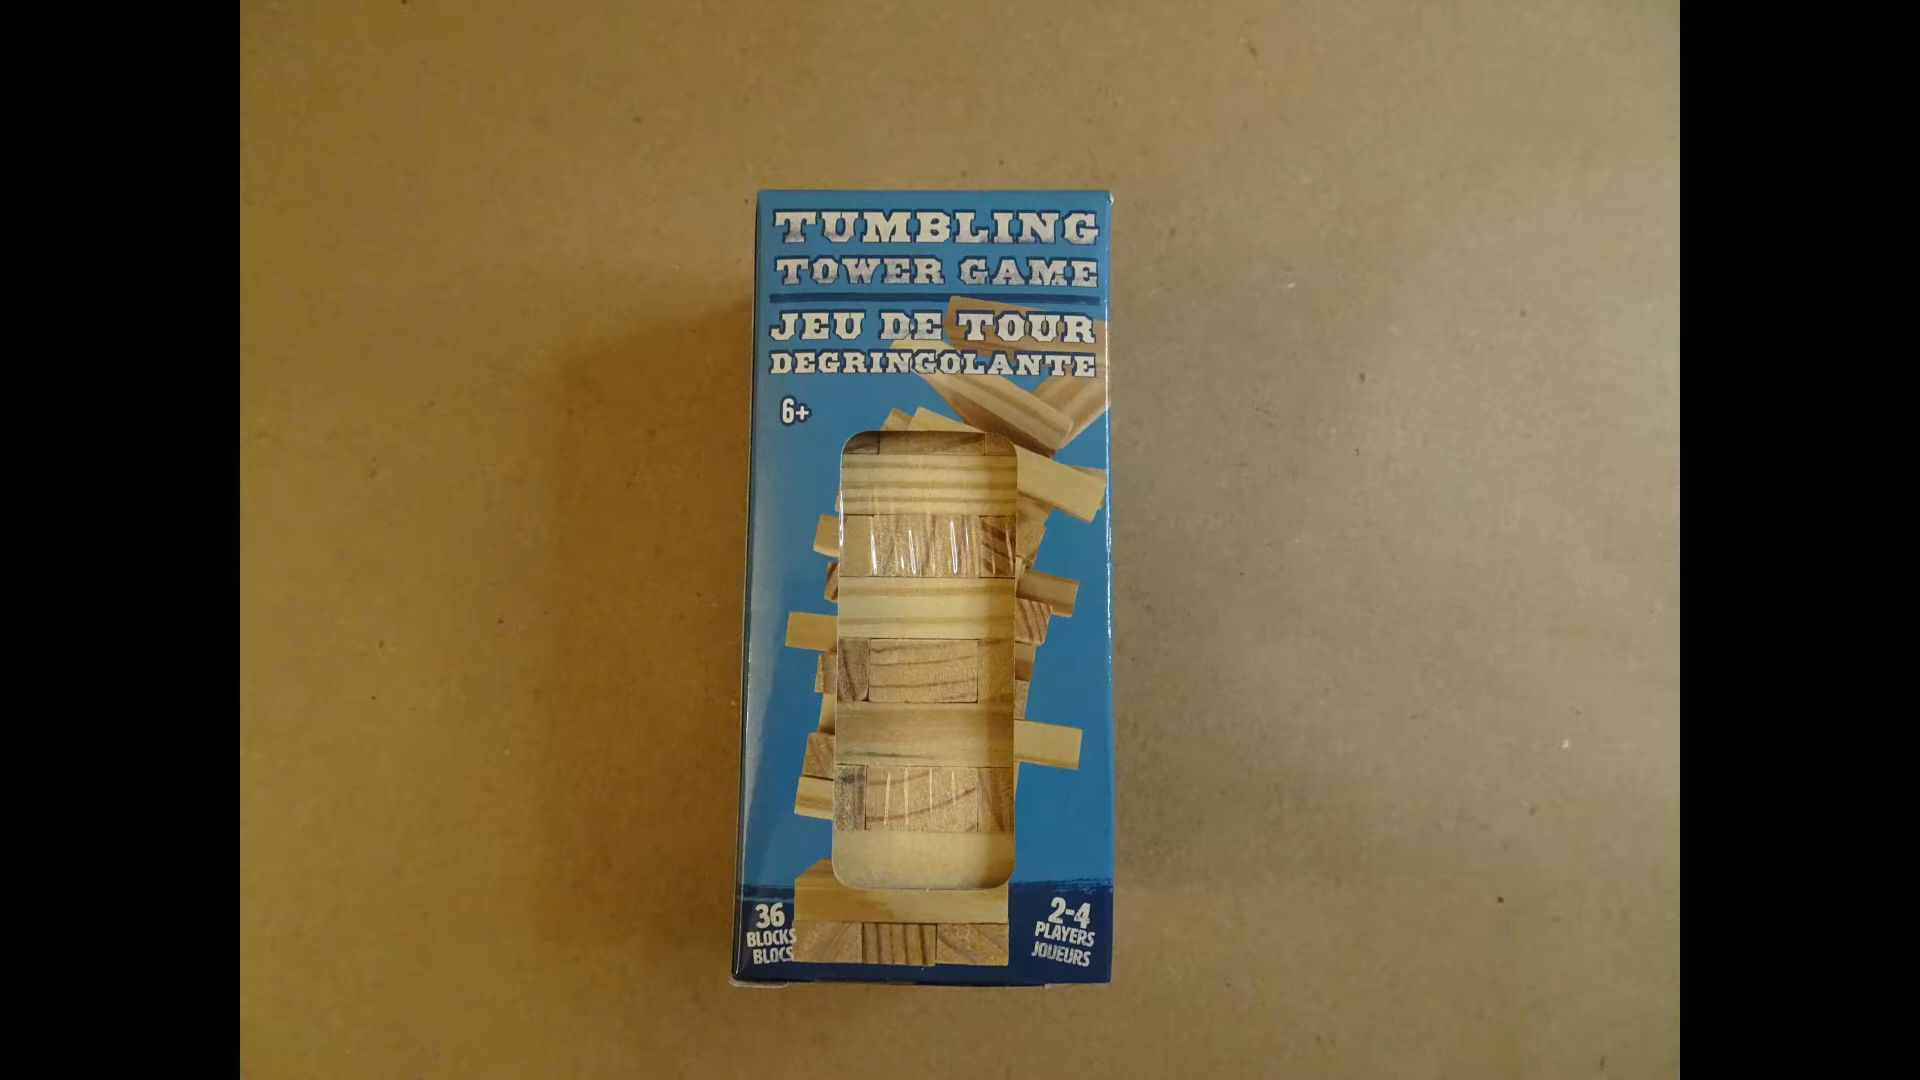 TUMBLING
TOWER GAME
JEU DE TOUR
DEGRINGOLANTE
6+
36
BLOCKS
BLOCS
2-4
PLAYERS
JOUEURS